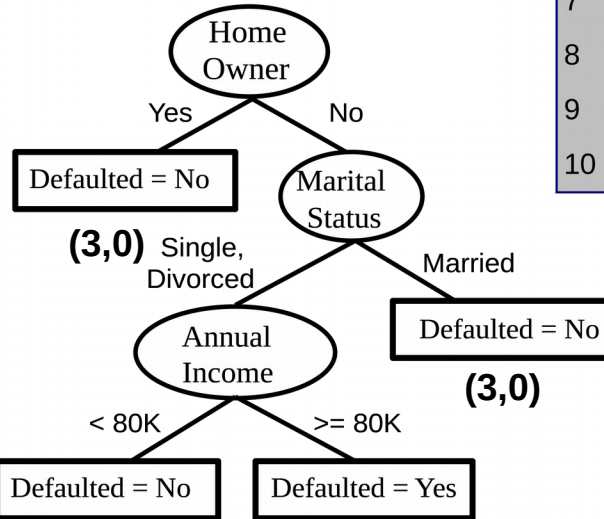 Home
Owner
Yes
No
7
8
9
10
Defaulted = No
Marital
Status
(3,0)
Single,
Divorced
Married
Annual
Income
Defaulted = No
(3,0)
< 80K
>= 80K
Defaulted = No
Defaulted = Yes